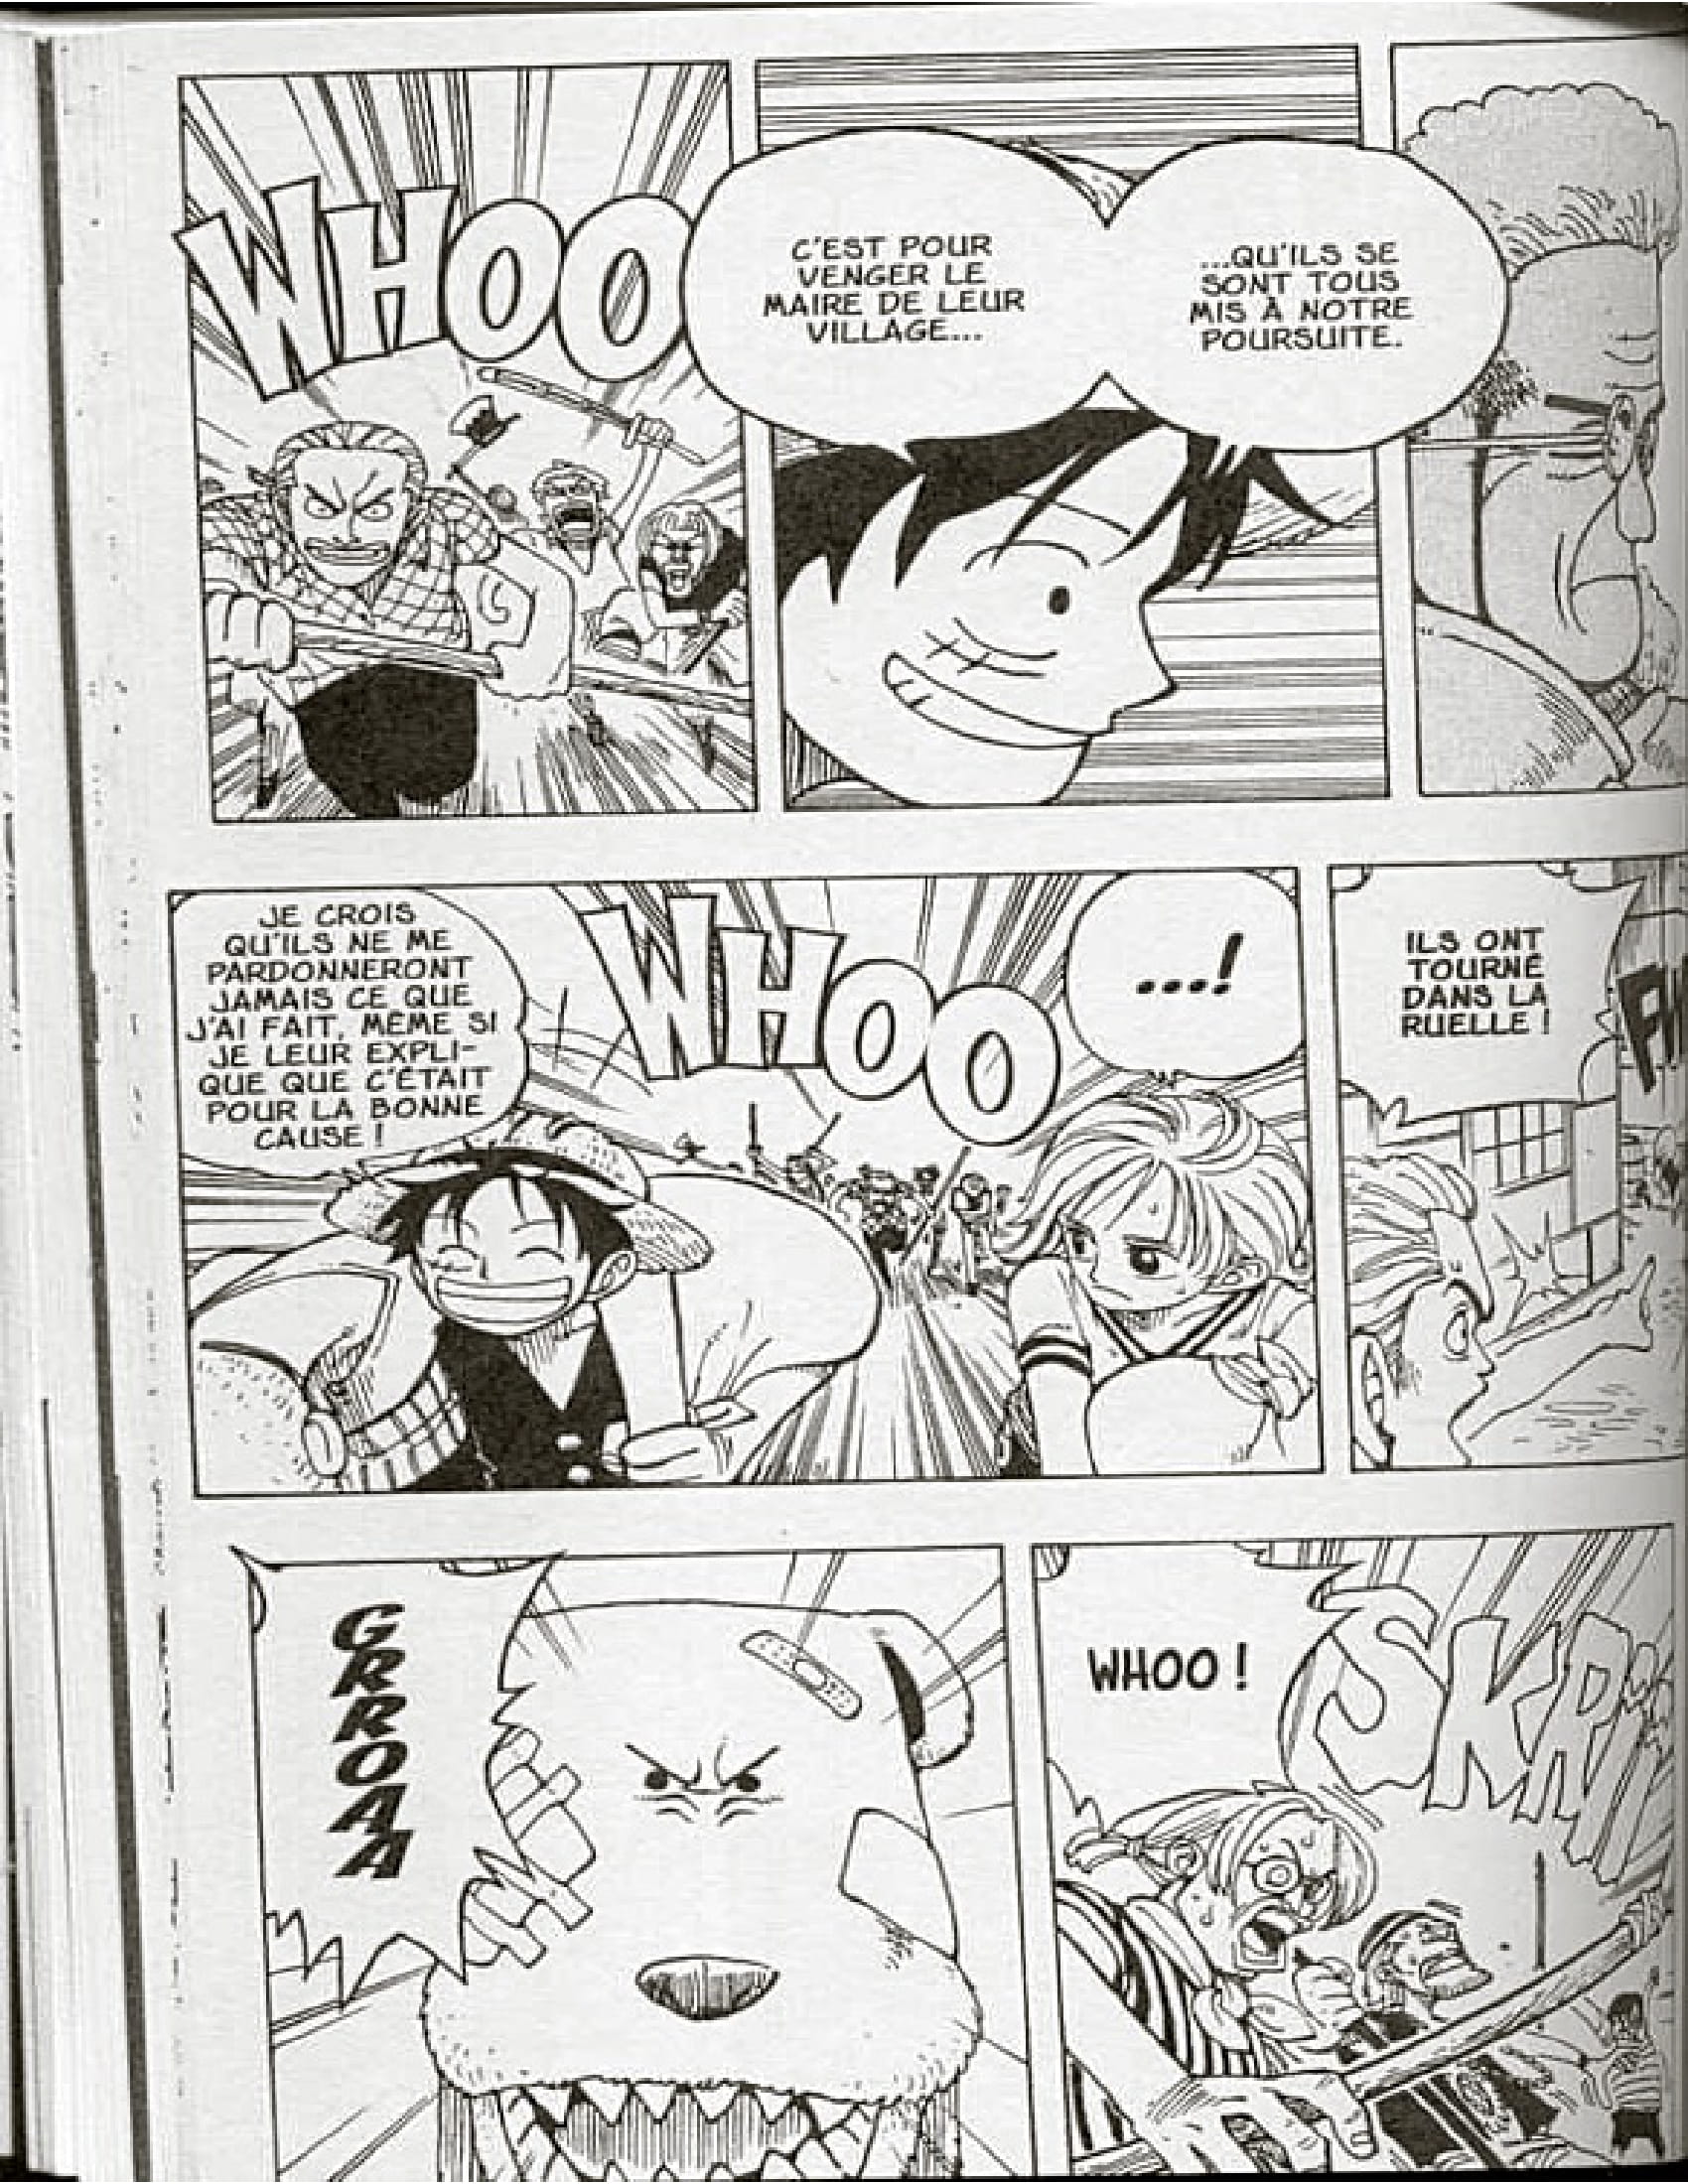 WHOO
C'EST POUR
VENGER LE
MAIRE DE LEUR
VILLAGE...
...QU'ILS SE
SONT TOUS
MIS À NOTRE
POURSUITE.
JE CROIS
QU'ILS NE ME
PARDONNERONT
JAMAIS CE QUE
J'AI FAIT, MÊME SI
JE LEUR EXPLI-
QUE QUE C'ÉTAIT
POUR LA BONNE
CAUSE !
WHOO
...!
ILS ONT
TOURNÉ
DANS LA
RUELLE !
GRROAA
WHOO !